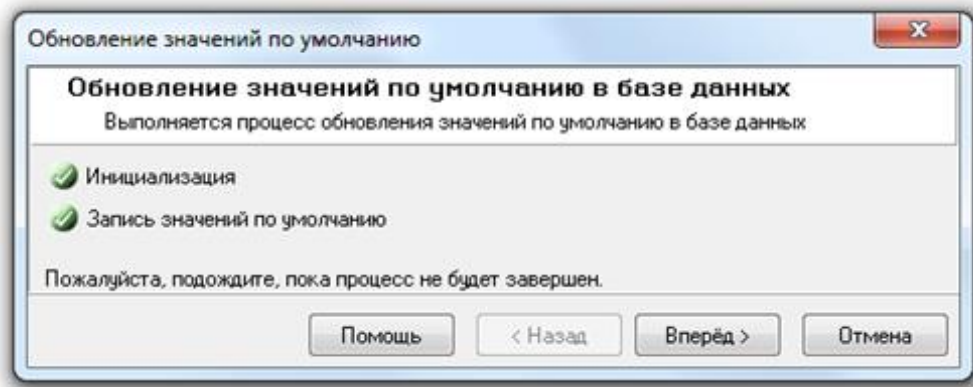 Обновление значений по умолчанию
Обновление значений по умолчанию в базе данных
Выполняется процесс обновления значений по умолчанию в базе данных
Инициализация
Запись значений по умолчанию
Пожалуйста, подождите, пока процесс не будет завершен.
Помощь < Назад Вперёд > Отмена